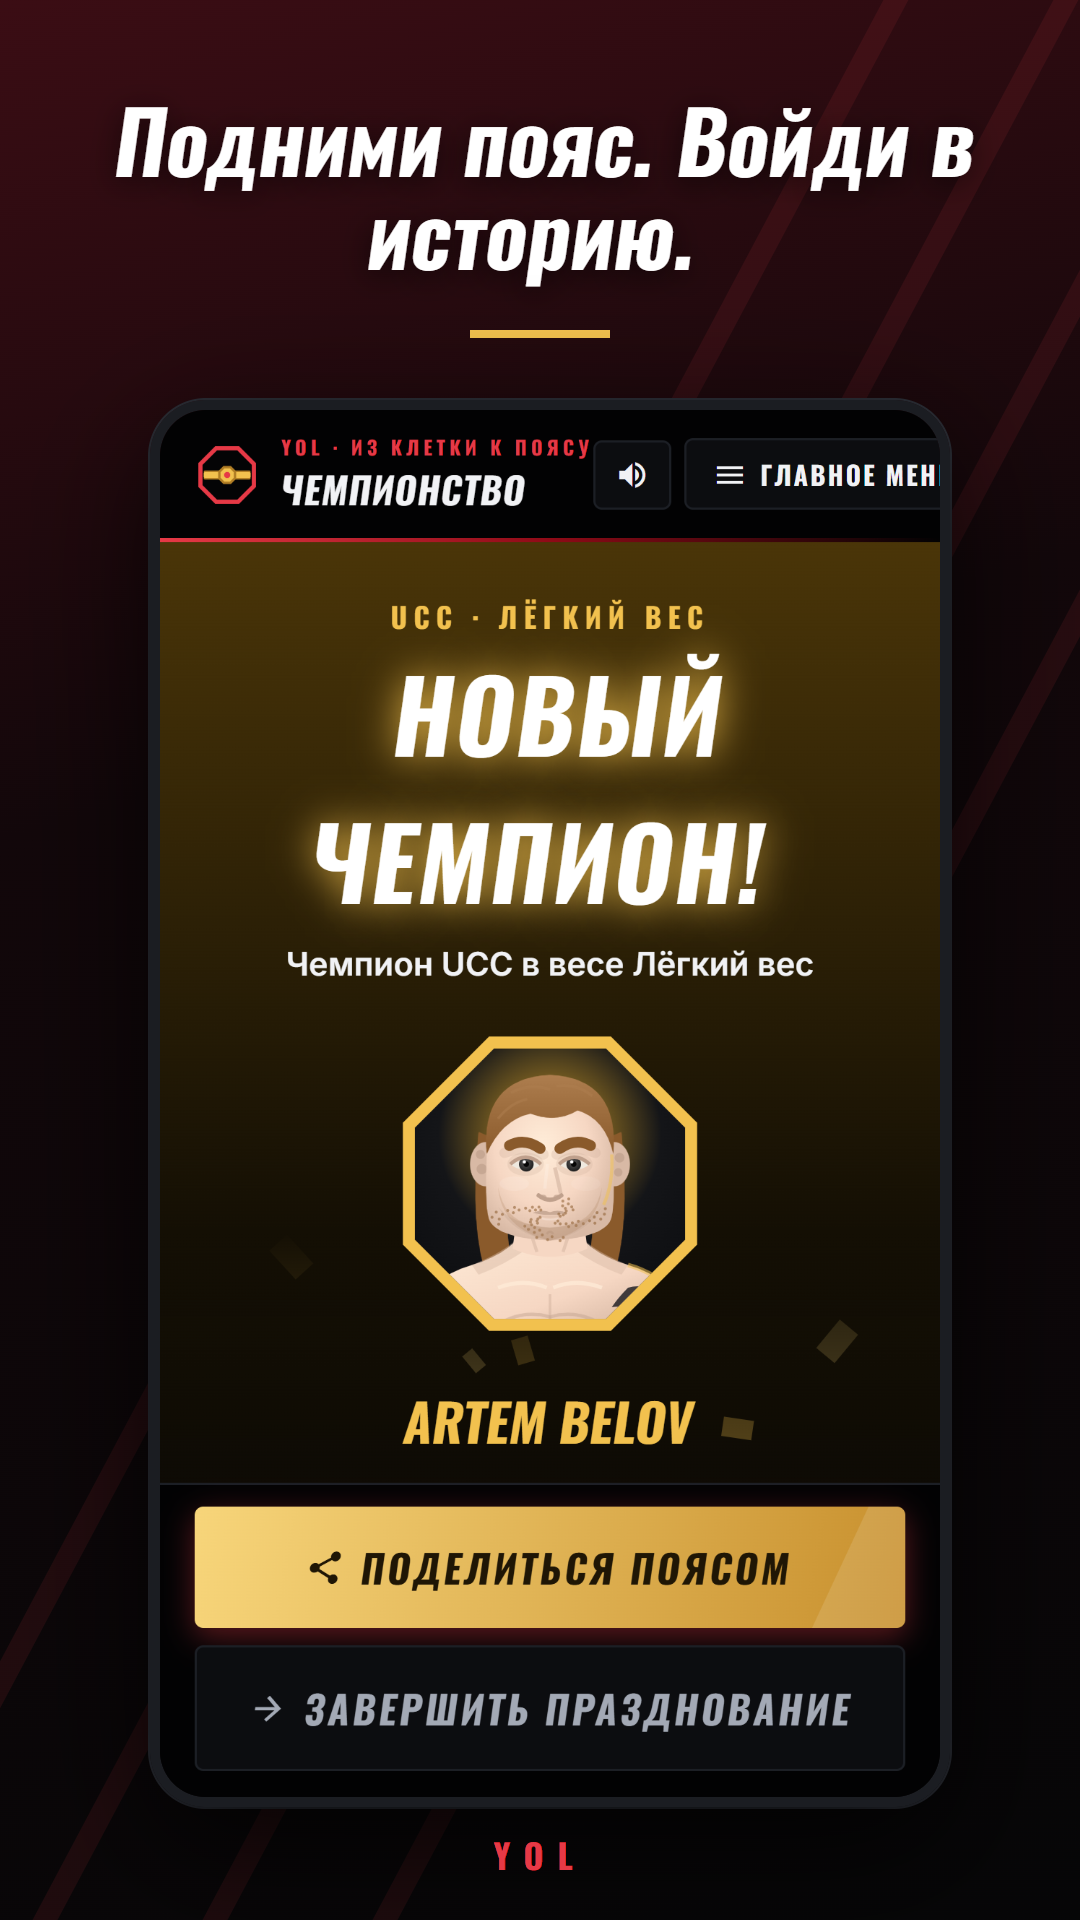 Подними пояс. Войди в
историю.
YOL · ИЗ КЛЕТКИ К ПОЯСУ
ЧЕМПИОНСТВО
ГЛАВНОЕ
UCC · ЛЁГКИЙ ВЕС
НОВЫЙ
ЧЕМПИОН!
Чемпион UCC в весе Лёгкий вес
ARTEM BELOV
ПОДЕЛИТЬСЯ ПОЯСОМ
ЗАВЕРШИТЬ ПРАЗДНОВАНИЕ
YOL